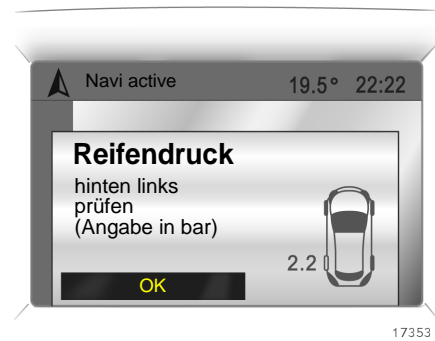 Navi active 19.5° 22:22
Reifendruck
hinten links
prüfen
(Angabe in bar)
2.2
OK
17353